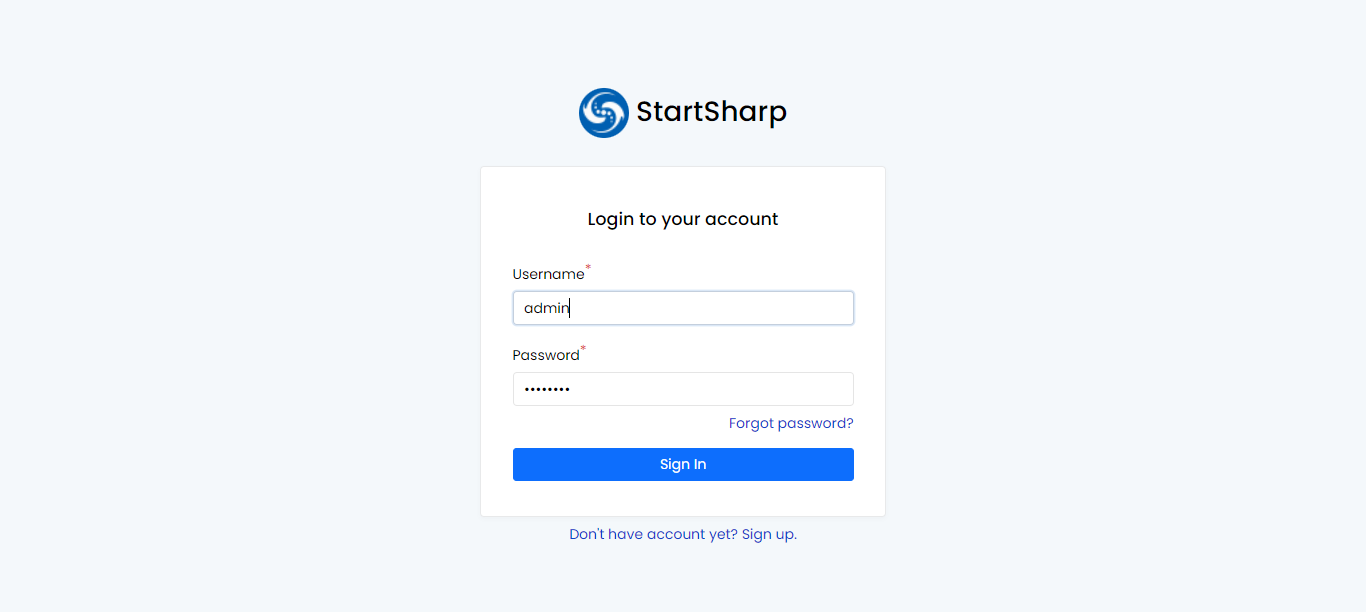 StartSharp
Login to your account
Username*
admin
Password*
••••••••
Forgot password?
Sign In
Don't have account yet? Sign up.